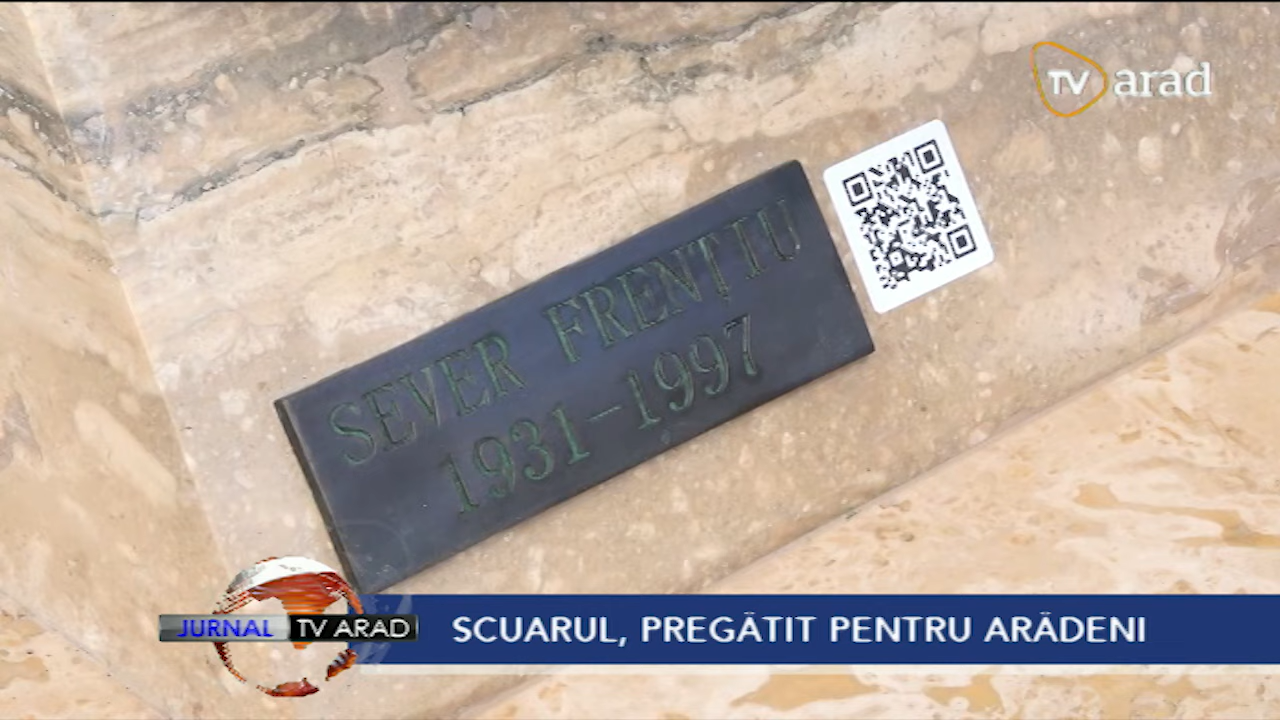 TV arad
SEVER FRENȚIU
1931-1997
JURNAL TV ARAD
SCUARUL, PREGĂTIT PENTRU ARĂDENI